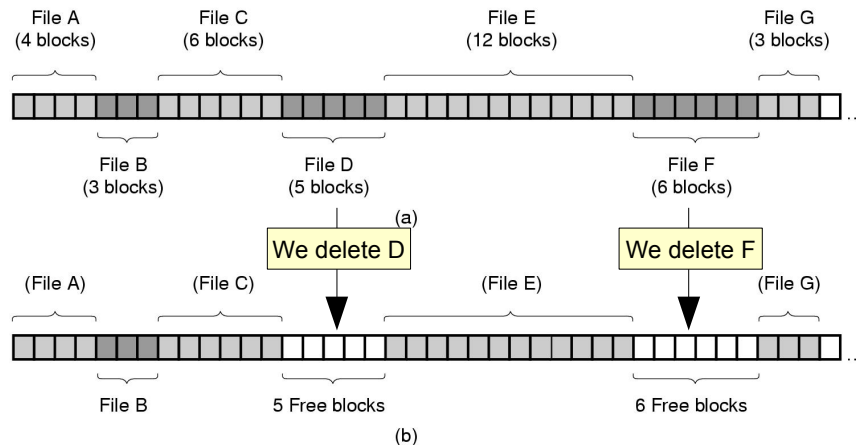 File A File C File E File G
(4 blocks) (6 blocks) (12 blocks) (3 blocks)
...
File B File D File F
(3 blocks) (5 blocks) (6 blocks)
(a)
We delete D We delete F
(File A) (File C) (File E) (File G)
...
File B 5 Free blocks 6 Free blocks
(b)